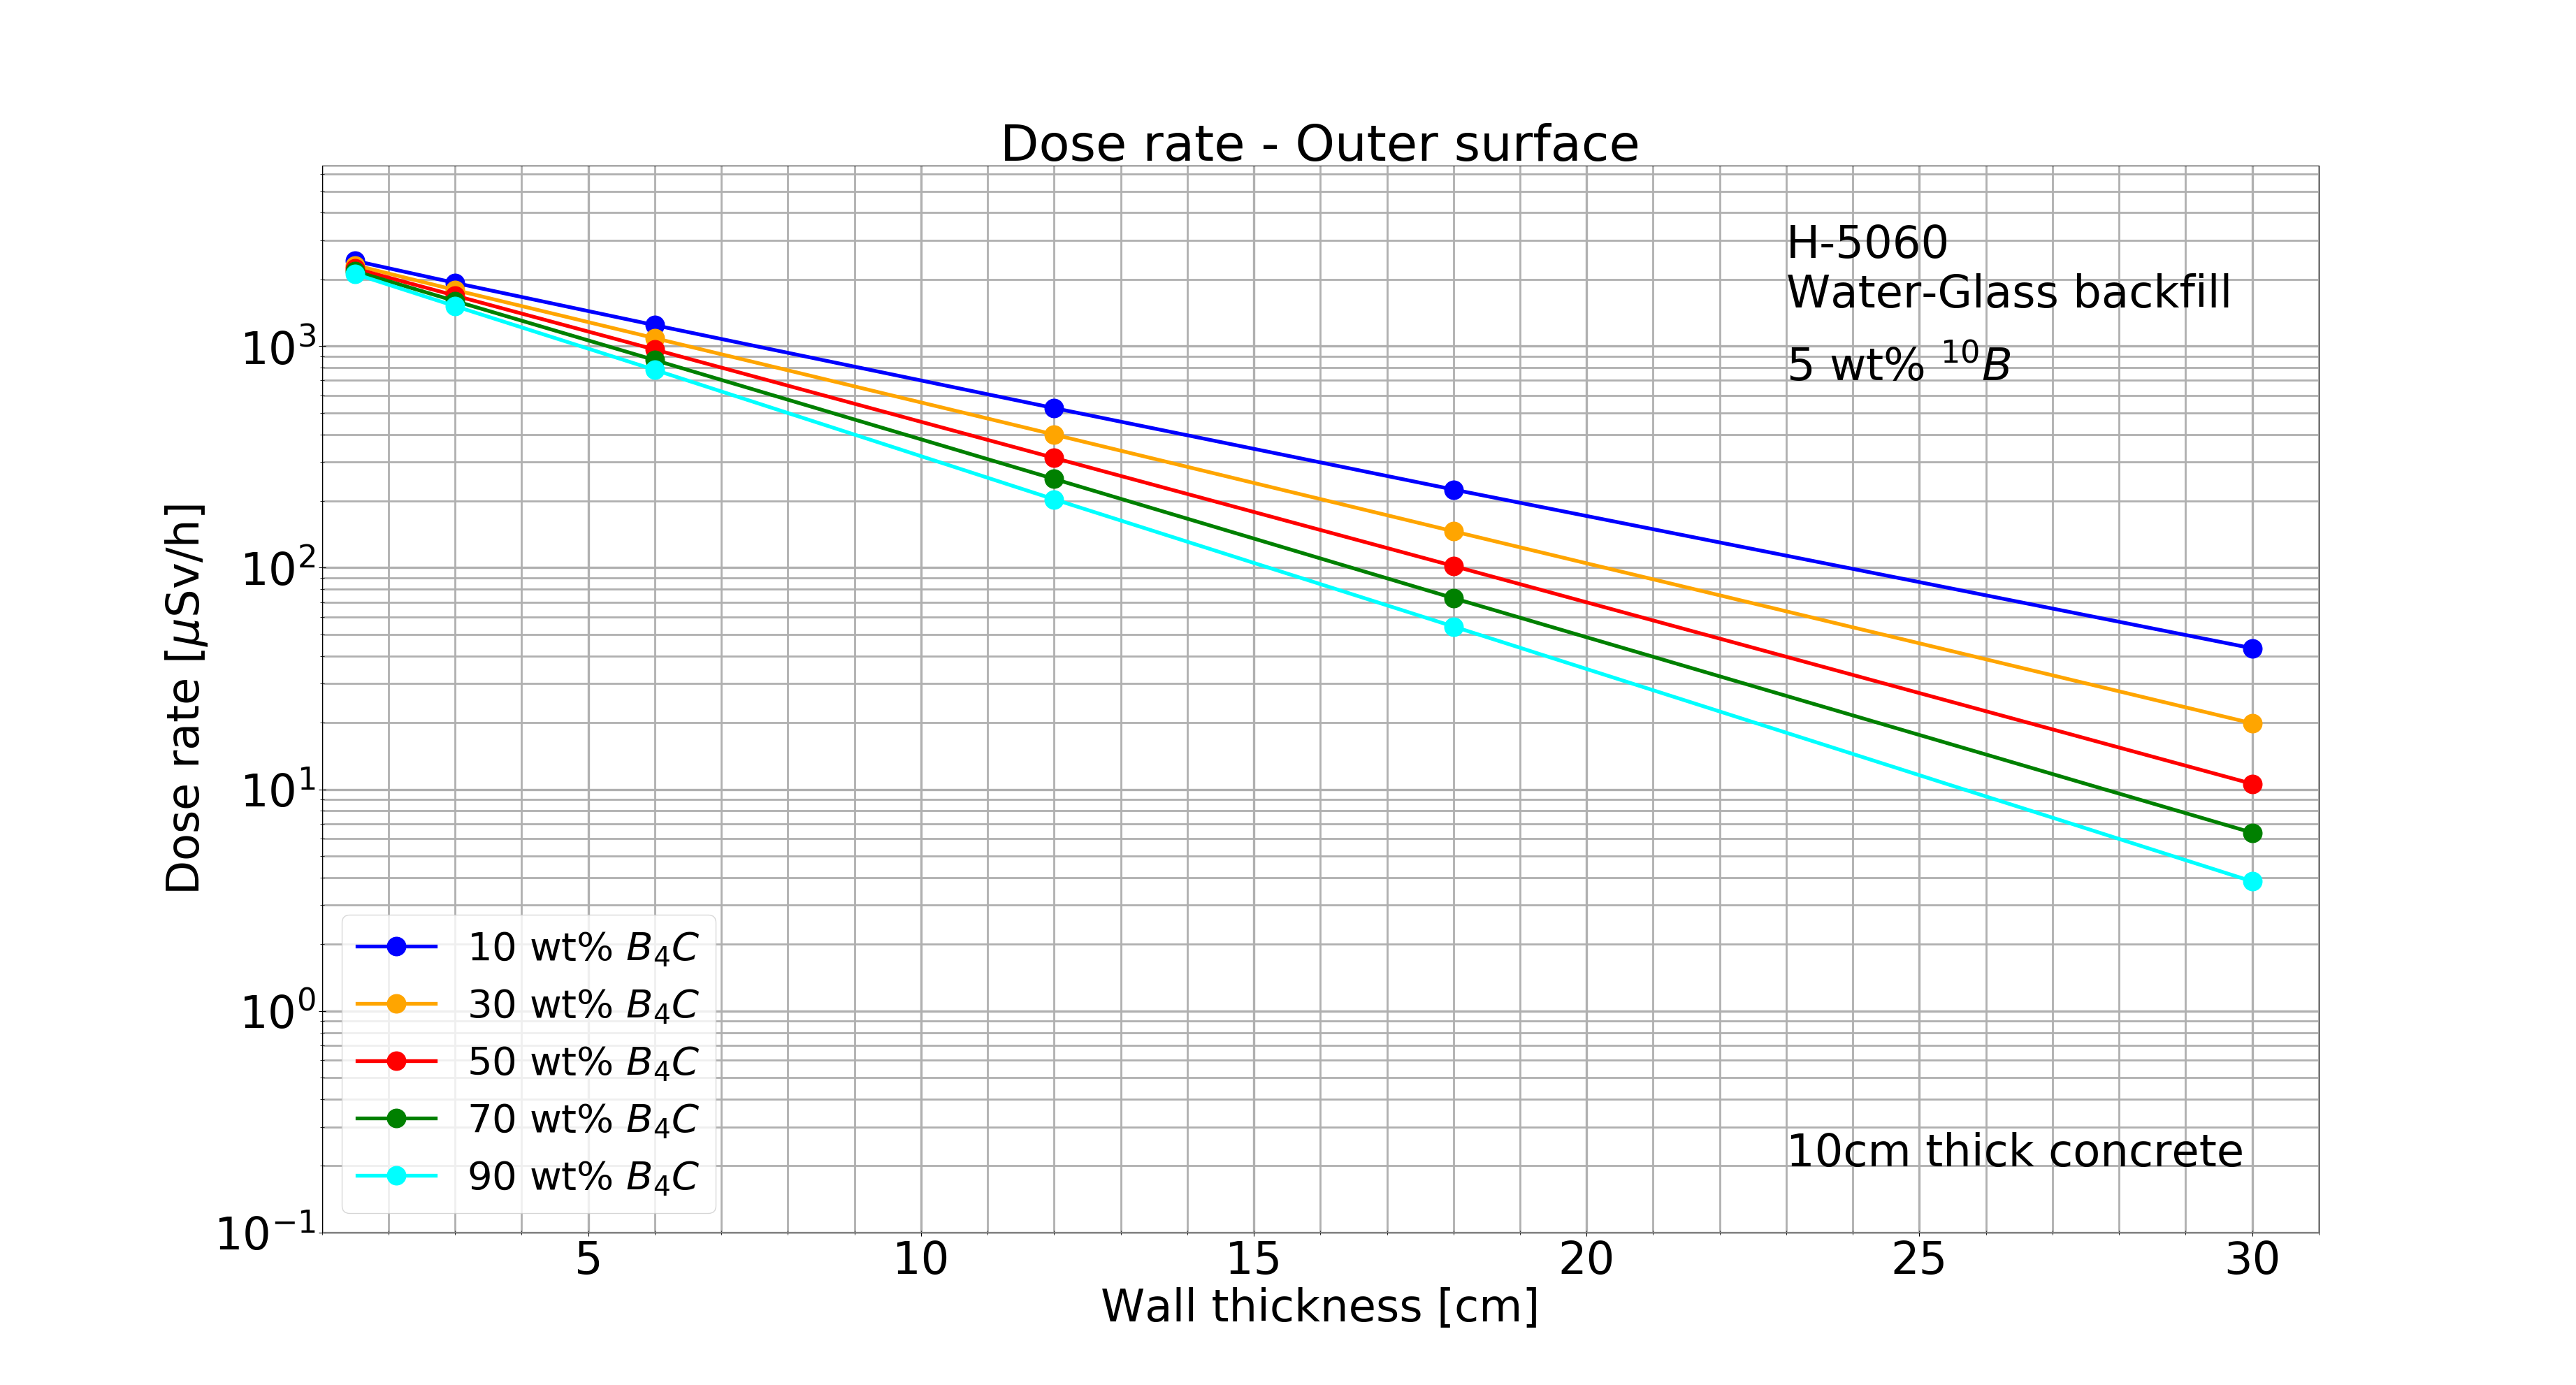 Dose rate - Outer surface
H-5060
Water-Glass backfill
5 wt% ¹⁰B
10³
10²
10¹
10⁰
10⁻¹
Dose rate [μSv/h]
10 wt% B₄C
30 wt% B₄C
50 wt% B₄C
70 wt% B₄C
90 wt% B₄C
10cm thick concrete
5 10 15 20 25 30
Wall thickness [cm]